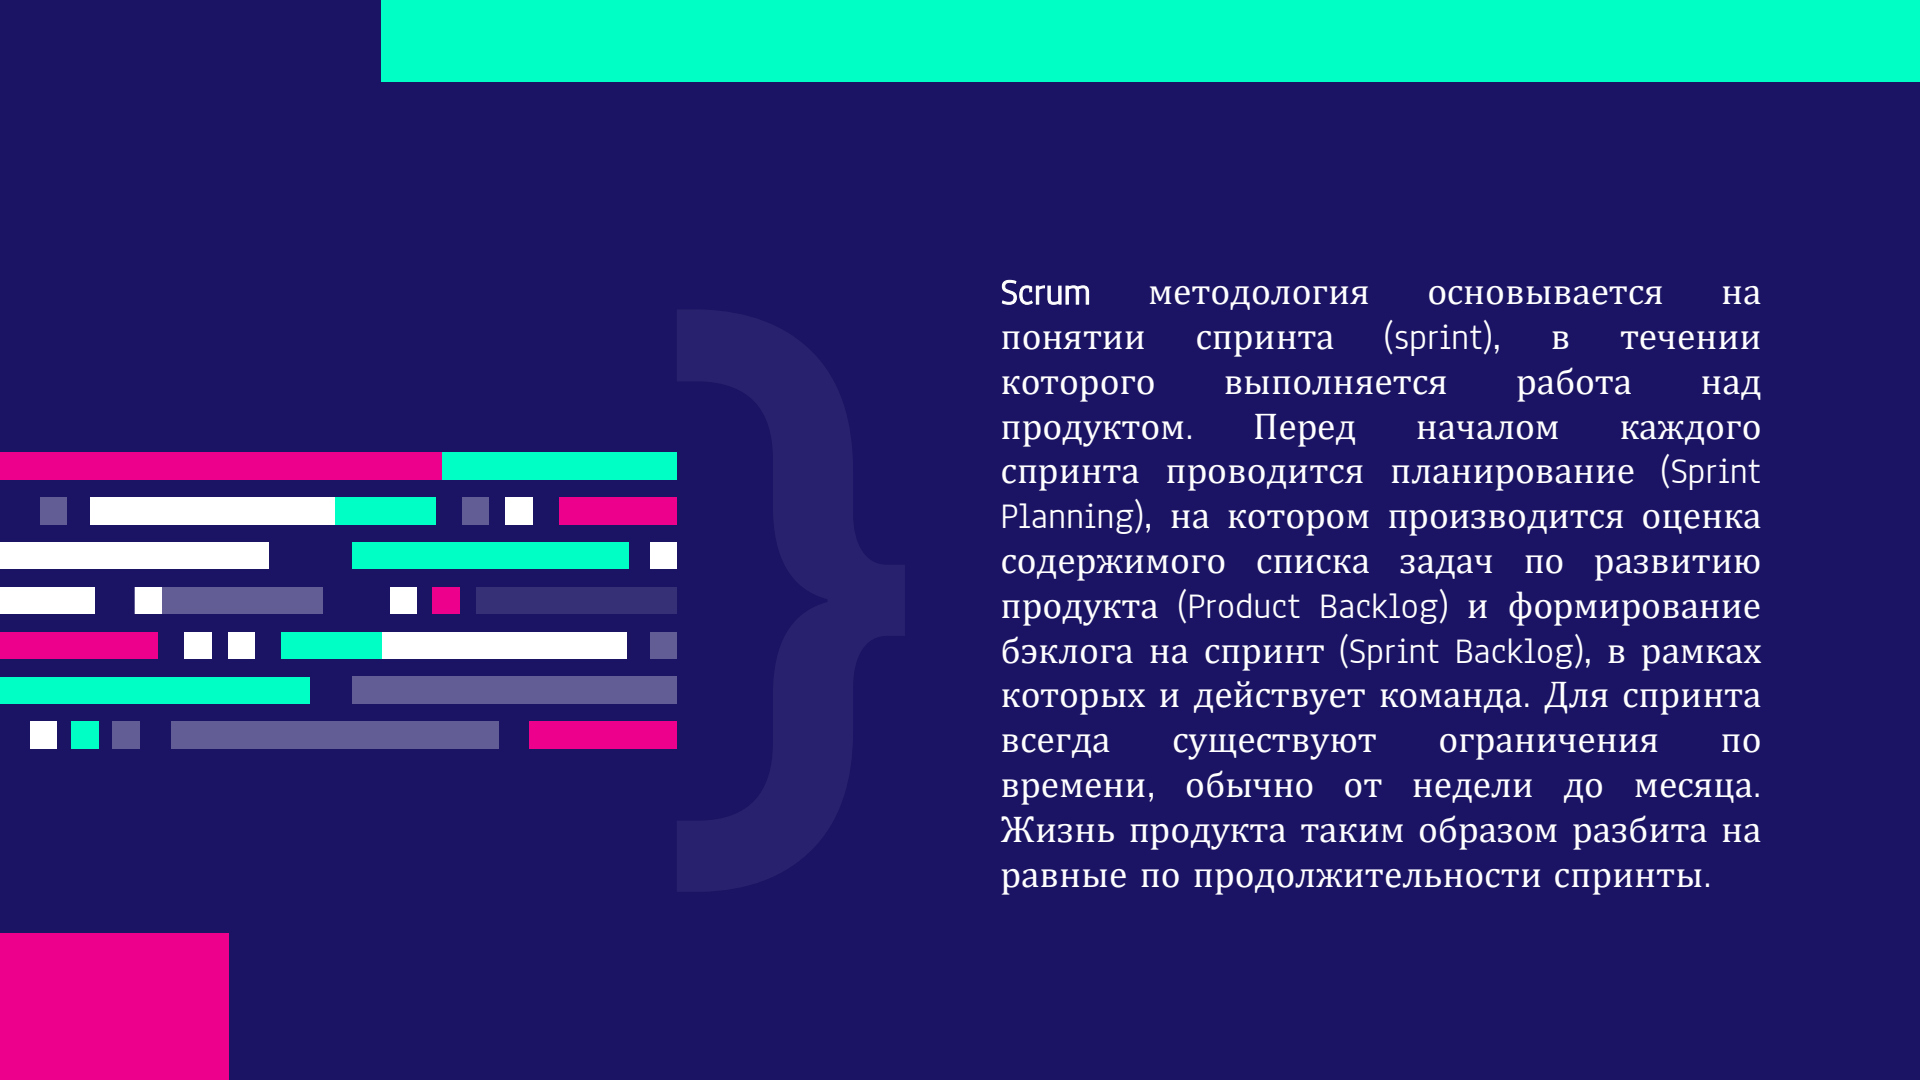 Scrum методология основывается на
понятии спринта (sprint), в течении
которого выполняется работа над
продуктом. Перед началом каждого
спринта проводится планирование (Sprint
Planning), на котором производится оценка
содержимого списка задач по развитию
продукта (Product Backlog) и формирование
бэклога на спринт (Sprint Backlog), в рамках
которых и действует команда. Для спринта
всегда существуют ограничения по
времени, обычно от недели до месяца.
Жизнь продукта таким образом разбита на
равные по продолжительности спринты.